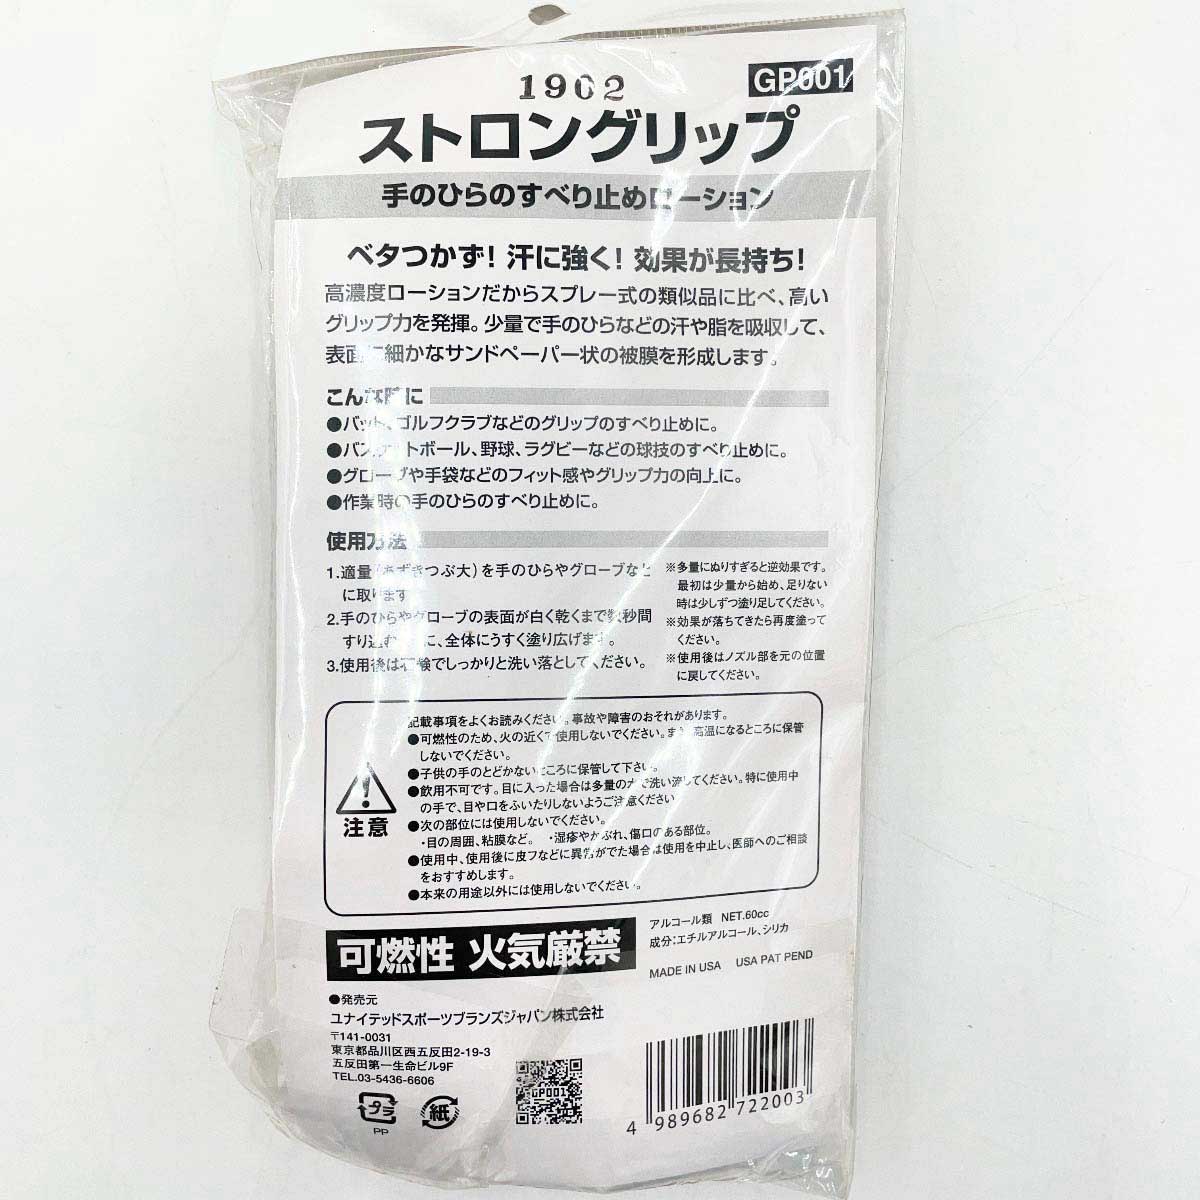 1902
GP001
ストロングリップ
手のひらのすべり止めローション
ベタつかず！汗に強く！効果が長持ち！
高濃度ローションだからスプレー式の類似品に比べ、高い
グリップ力を発揮。少量で手のひらなどの汗や脂を吸収して、
表面に細かなサンドペーパー状の被膜を形成します。
こんな時に
●バット、ゴルフクラブなどのグリップのすべり止めに。
●バスケットボール、野球、ラグビーなどの球技のすべり止めに。
●グローブや手袋などのフィット感やグリップ力の向上に。
●作業時の手のひらのすべり止めに。
使用方法
1.適量（あずきつぶ大）を手のひらやグローブなど
に取ります
2.手のひらやグローブの表面が白く乾くまで数秒間
すり込む に、全体にうすく塗り広げます。
3.使用後は石鹸でしっかりと洗い落としてください。
※多量にぬりすぎると逆効果です。
最初は少量から始め、足りない
時は少しずつ塗り足してください。
※効果が落ちてきたら再度塗って
ください。
※使用後はノズル部を元の位置
に戻してください。
注意
記載事項をよくお読みください。事故や障害のおそれがあります。
●可燃性のため、火の近くで使用しないでください。また、高温になるところに保管
しないでください。
●子供の手のとどかないところに保管して下さい。
●飲用不可です。目に入った場合は多量の水で洗い流してください。特に使用中
の手で、目や口をふいたりしないようご注意ください
●次の部位には使用しないでください。
・目の周囲、粘膜など。 ・湿疹やかぶれ、傷口のある部位。
●使用中、使用後に皮フなどに異常がでた場合は使用を中止し、医師へのご相談
をおすすめします。
●本来の用途以外には使用しないでください。
可燃性 火気厳禁
アルコール類 NET.60cc
成分：エチルアルコール、シリカ
MADE IN USA USA PAT PEND
●発売元
ユナイテッドスポーツブランズジャパン株式会社
〒141-0031
東京都品川区西五反田2-19-3
五反田第一生命ビル9F
TEL.03-5436-6606
プラ
PP
紙
GP001
4 989682 722003